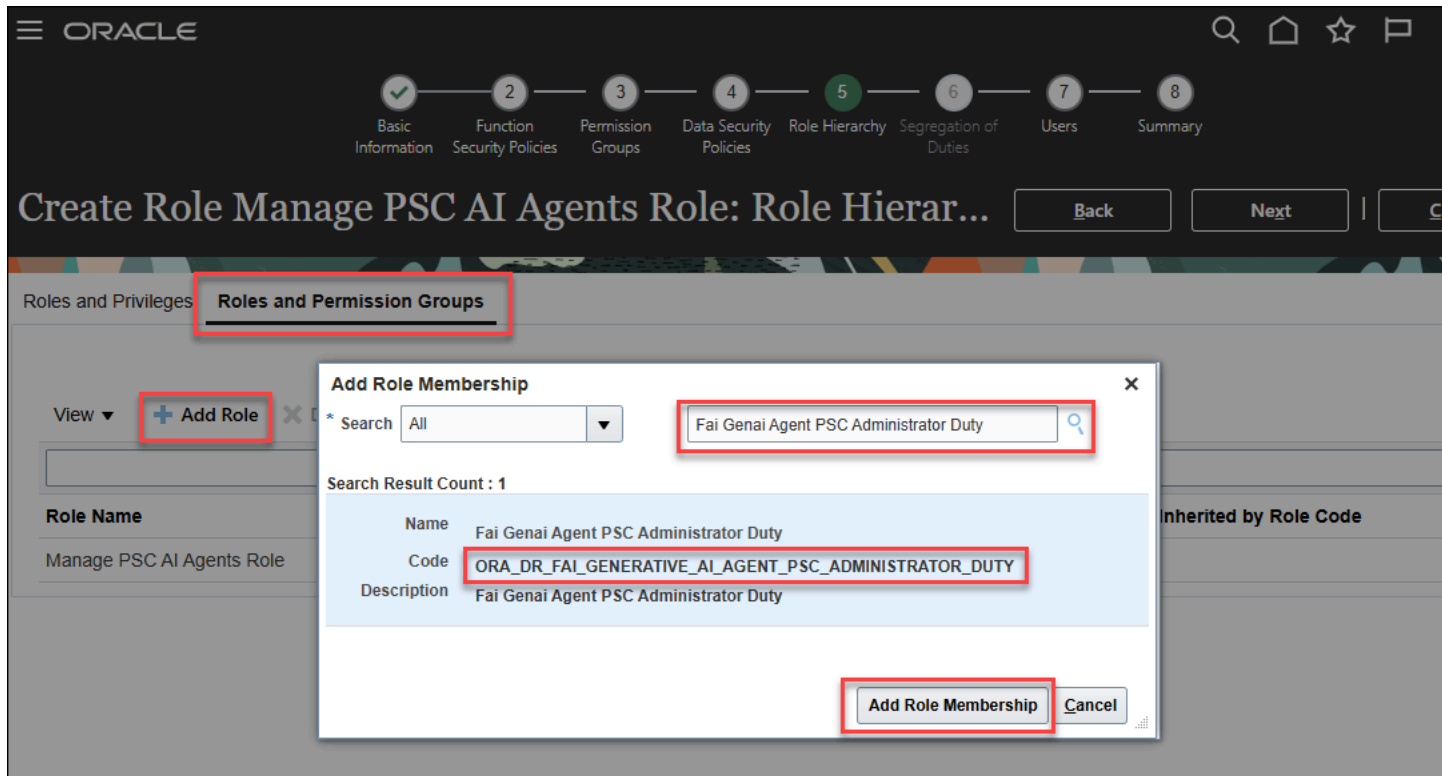 ORACLE
2 3 4 5 6 7 8
Basic Function Permission Data Security Role Hierarchy Segregation of Users Summary
Information Security Policies Groups Policies Duties
Create Role Manage PSC AI Agents Role: Role Hierar... Back Next | C
Roles and Privileges Roles and Permission Groups
Add Role Membership
View Add Role D * Search All Fai Genai Agent PSC Administrator Duty
Search Result Count : 1
Role Name Inherited by Role Code
Name Fai Genai Agent PSC Administrator Duty
Manage PSC AI Agents Role
Code ORA_DR_FAI_GENERATIVE_AI_AGENT_PSC_ADMINISTRATOR_DUTY
Description Fai Genai Agent PSC Administrator Duty
Add Role Membership Cancel